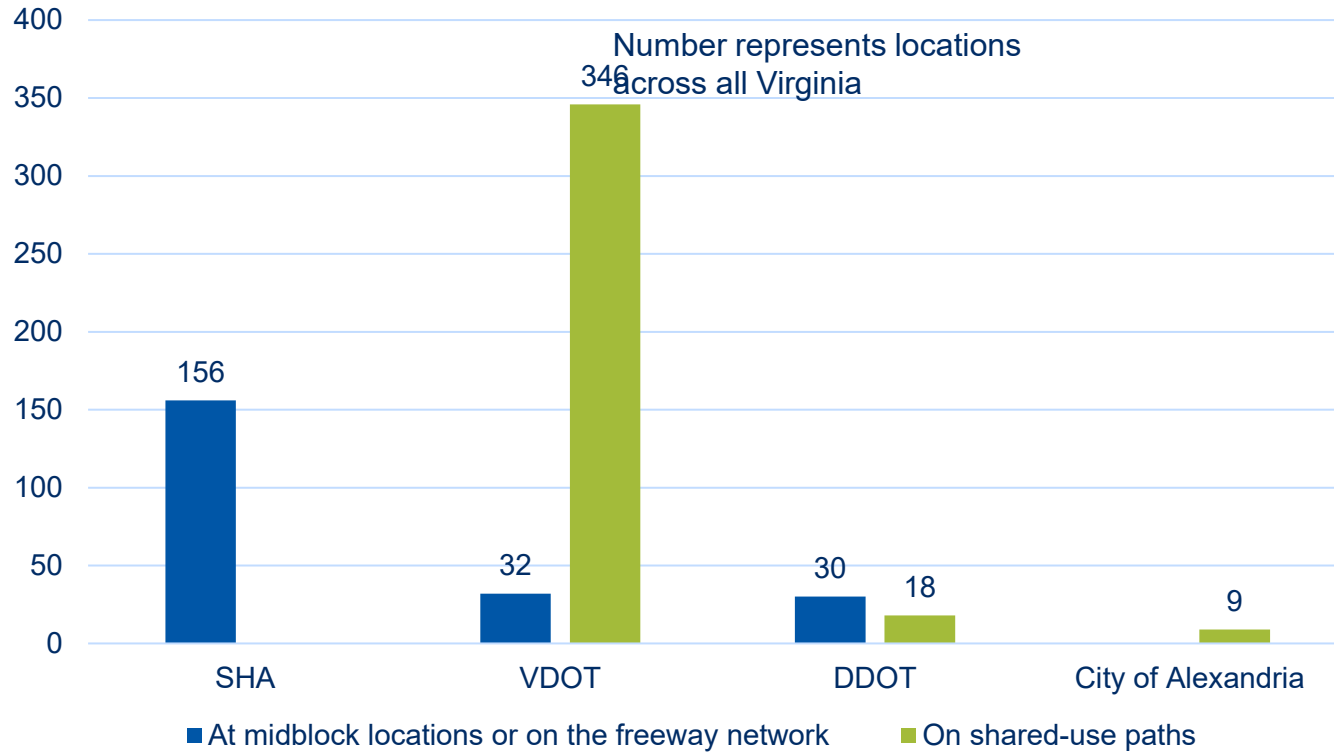 400
Number represents locations
across all Virginia
346
350
300
250
200
156
150
100
50
32
30
18
9
0
SHA
VDOT
DDOT
City of Alexandria
At midblock locations or on the freeway network
On shared-use paths